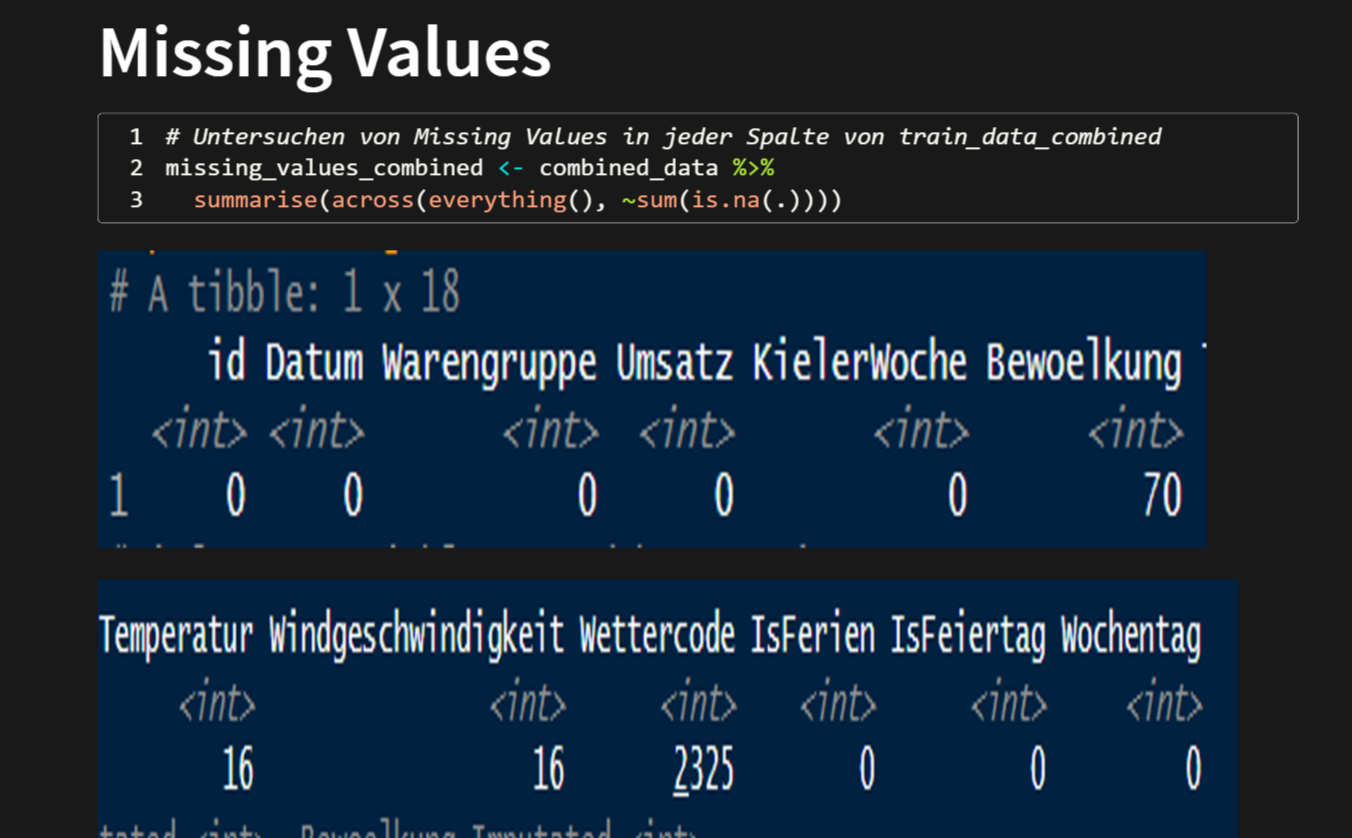 Missing Values
1 # Untersuchen von Missing Values in jeder Spalte von train_data_combined
2 missing_values_combined <- combined_data %>%
3   summarise(across(everything(), ~sum(is.na(.))))
# A tibble: 1 x 18
id Datum Warengruppe Umsatz KielerWoche Bewoelkung
<int> <int> <int> <int> <int> <int>
1 0 0 0 0 0 70
Temperatur Windgeschwindigkeit Wettercode IsFerien IsFeiertag Wochentag
<int> <int> <int> <int> <int> <int>
16 16 2325 0 0 0